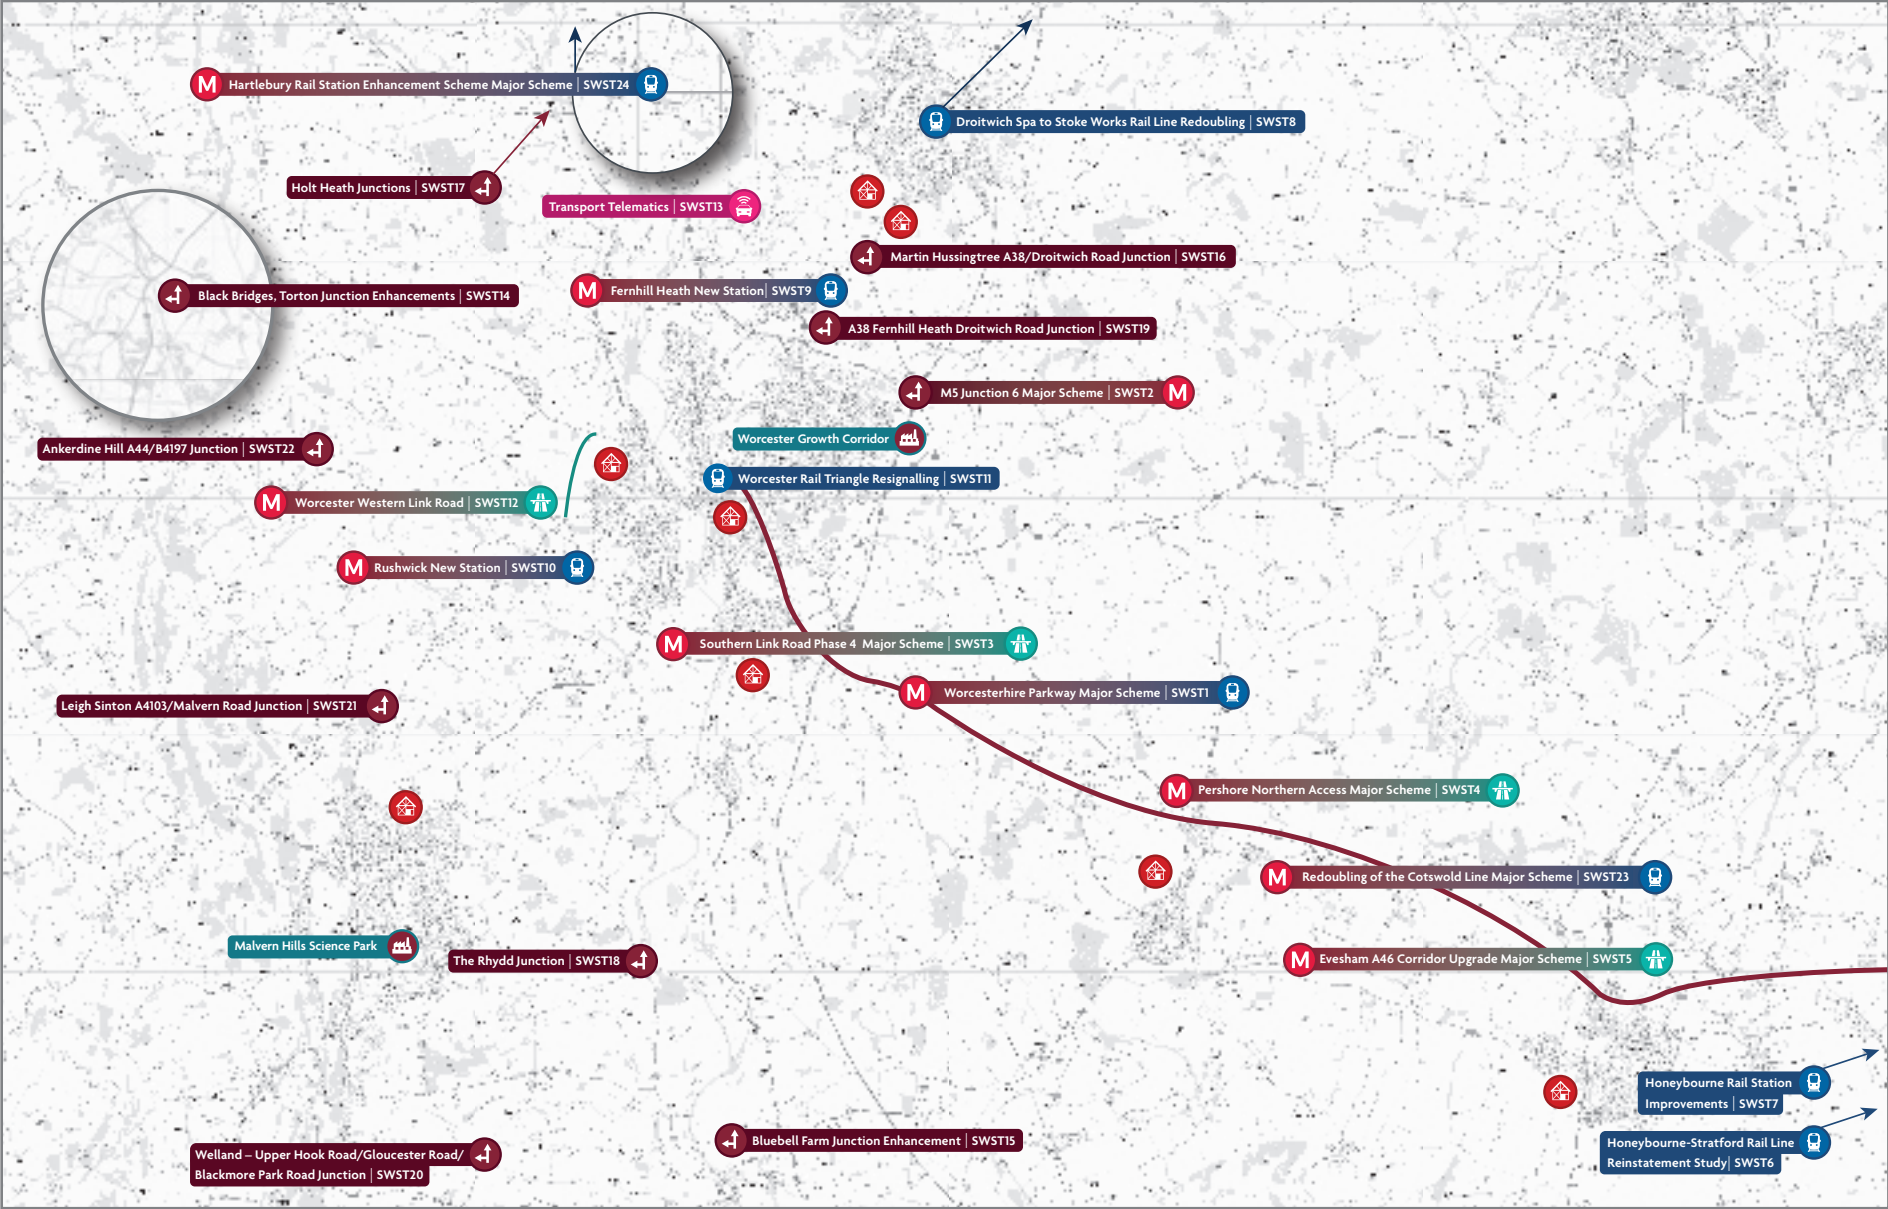 M Hartlebury Rail Station Enhancement Scheme Major Scheme | SWST24
Droitwich Spa to Stoke Works Rail Line Redoubling | SWST8
Holt Heath Junctions | SWST17
Transport Telematics | SWST13
Martin Hussingtree A38/Droitwich Road Junction | SWST16
Black Bridges, Torton Junction Enhancements | SWST14
M Fernhill Heath New Station| SWST9
A38 Fernhill Heath Droitwich Road Junction | SWST19
M5 Junction 6 Major Scheme | SWST2 M
Worcester Growth Corridor
Ankerdine Hill A44/B4197 Junction | SWST22
Worcester Rail Triangle Resignalling | SWST11
M Worcester Western Link Road | SWST12
M Rushwick New Station | SWST10
M Southern Link Road Phase 4 Major Scheme | SWST3
M Worcesterhire Parkway Major Scheme | SWST1
Leigh Sinton A4103/Malvern Road Junction | SWST21
M Pershore Northern Access Major Scheme | SWST4
M Redoubling of the Cotswold Line Major Scheme | SWST23
Malvern Hills Science Park
The Rhydd Junction | SWST18
M Evesham A46 Corridor Upgrade Major Scheme | SWST5
Honeybourne Rail Station
Improvements | SWST7
Bluebell Farm Junction Enhancement | SWST15
Honeybourne-Stratford Rail Line
Reinstatement Study| SWST6
Welland – Upper Hook Road/Gloucester Road/
Blackmore Park Road Junction | SWST20